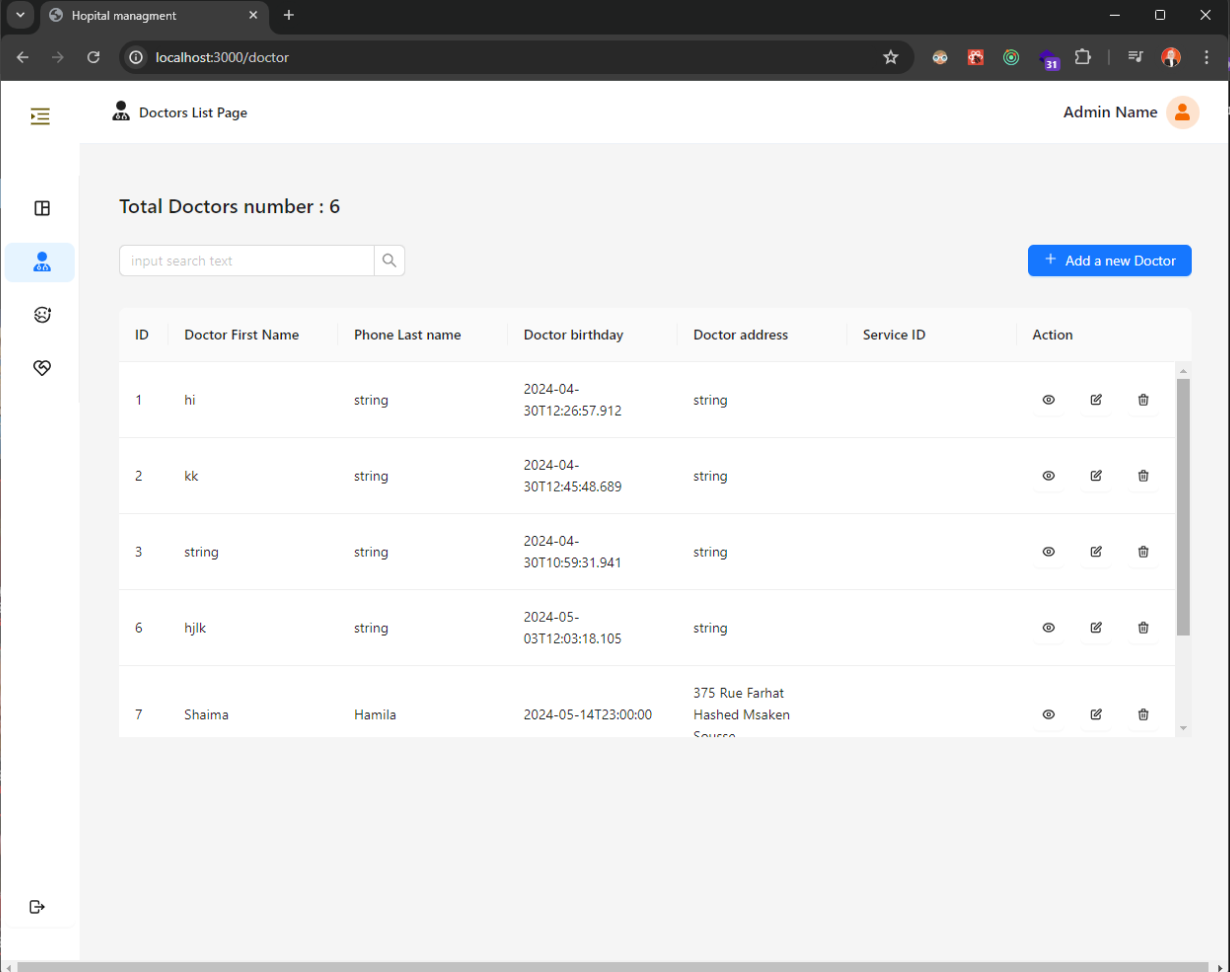 Hopital managment
localhost:3000/doctor
31
Doctors List Page
Admin Name
Total Doctors number : 6
input search text
+ Add a new Doctor
ID Doctor First Name Phone Last name Doctor birthday Doctor address Service ID Action
1 hi string 2024-04-
30T12:26:57.912 string
2 kk string 2024-04-
30T12:45:48.689 string
3 string string 2024-04-
30T10:59:31.941 string
6 hjlk string 2024-05-
03T12:03:18.105 string
7 Shaima Hamila 2024-05-14T23:00:00 375 Rue Farhat
Hashed Msaken
Sousse